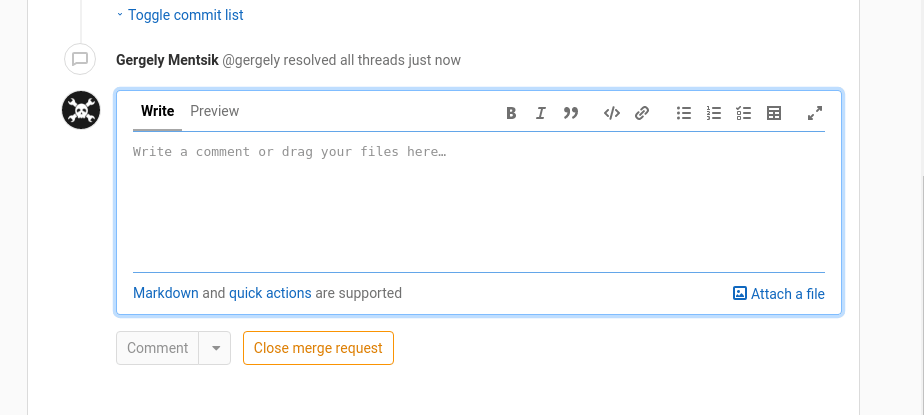 Toggle commit list
Gergely Mentsik @gergely resolved all threads just now
Write Preview
Write a comment or drag your files here…
Markdown and quick actions are supported
Attach a file
Comment
Close merge request